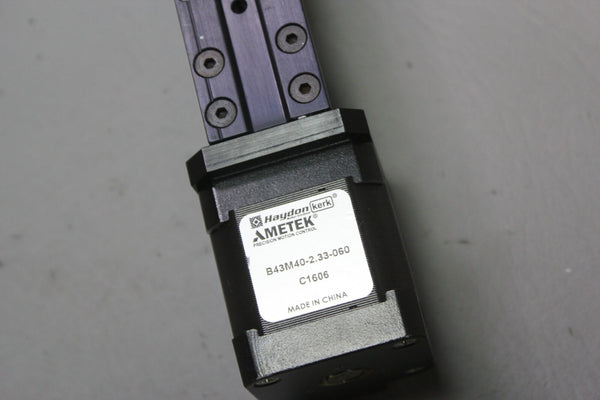 Haydon kerk
AMETEK®
PRECISION MOTION CONTROL
B43M40-2.33-060
C1606
MADE IN CHINA